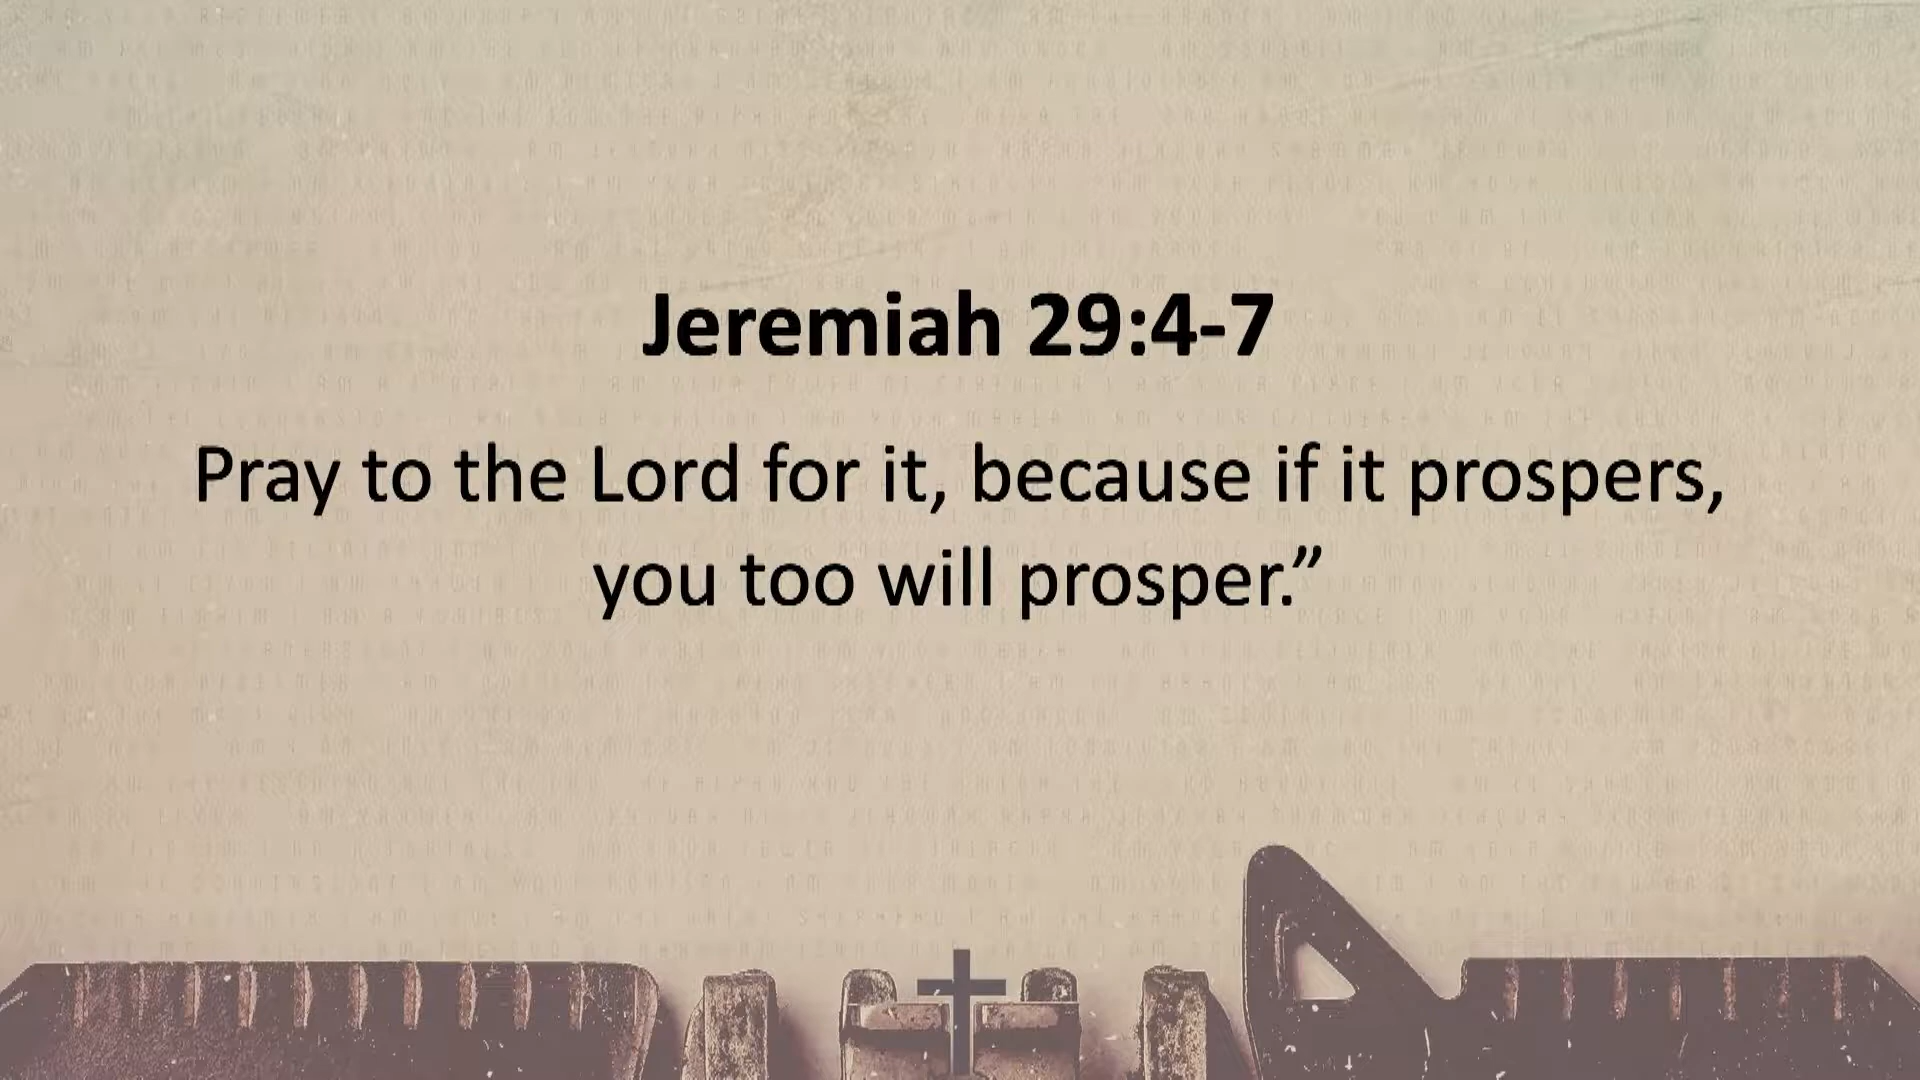 Jeremiah 29:4-7
Pray to the Lord for it, because if it prospers,
you too will prosper.”